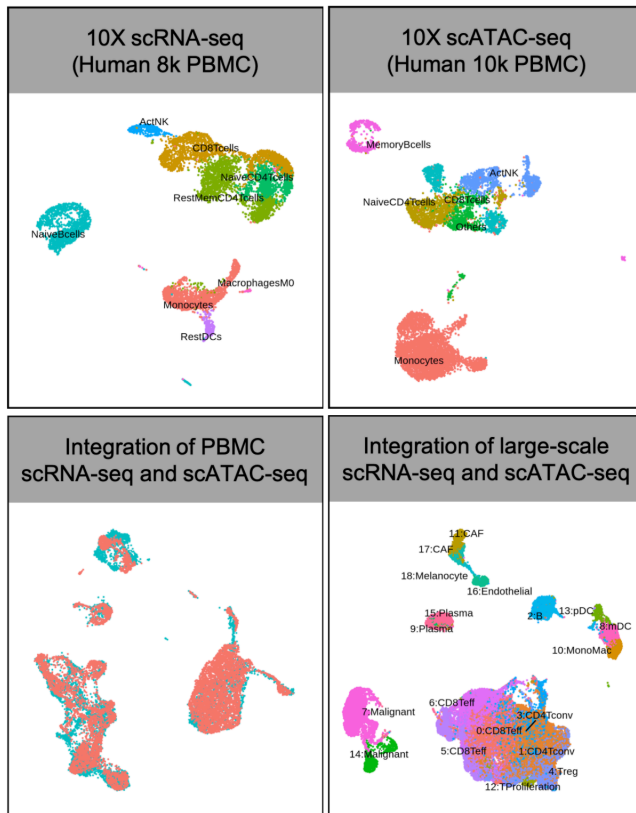 10X scRNA-seq
(Human 8k PBMC)
ActNK
CD8Tcells
NaiveCD4Tcells
RestMemCD4Tcells
NaiveBcells
MacrophagesM0
Monocytes
RestDCs
10X scATAC-seq
(Human 10k PBMC)
MemoryBcells
ActNK
CD8Tcells
NaiveCD4Tcells
Others
Monocytes
Integration of PBMC
scRNA-seq and scATAC-seq
Integration of large-scale
scRNA-seq and scATAC-seq
11:CAF
17:CAF
18:Melanocyte
16:Endothelial
15:Plasma
9:Plasma
2:B
13:pDC
8:mDC
10:MonoMac
6:CD8Teff
7:Malignant
3:CD4Tconv
0:CD8Teff
5:CD8Teff
1:CD4Tconv
14:Malignant
4:Treg
12:TProliferation